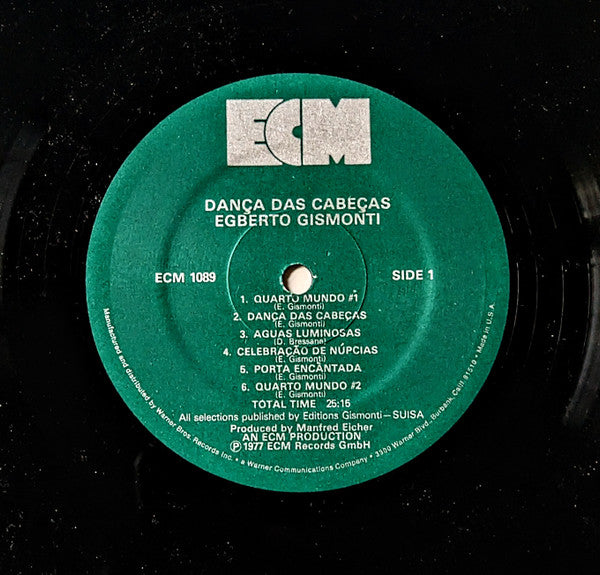 ECM
DANÇA DAS CABEÇAS
EGBERTO GISMONTI
ECM 1089
SIDE 1
1. QUARTO MUNDO #1
(E. Gismonti)
2. DANÇA DAS CABEÇAS
(E. Gismonti)
3. AGUAS LUMINOSAS
(D. Bressane)
4. CELEBRAÇÃO DE NÚPCIAS
(E. Gismonti)
5. PORTA ENCANTADA
(E. Gismonti)
6. QUARTO MUNDO #2
(E. Gismonti)
TOTAL TIME 25:16
All selections published by Editions Gismonti—SUISA
Produced by Manfred Eicher
AN ECM PRODUCTION
Ⓟ 1977 ECM Records GmbH
Manufactured and distributed by Warner Bros. Records Inc. • a Warner Communications Company • 3300 Warner Blvd., Burbank, Calif. 91510 • Made in U.S.A.